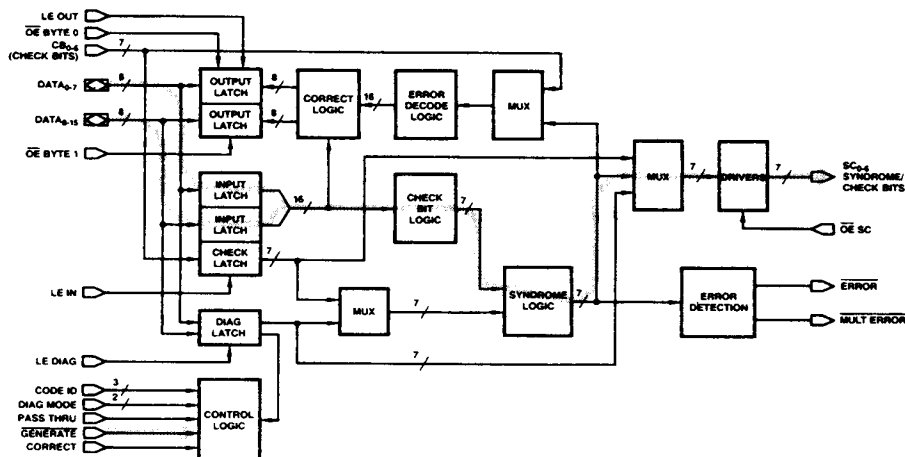 LE OUT
OE BYTE 0
CB0-6
(CHECK BITS)
7
DATA0-7
8
DATA8-15
8
OE BYTE 1
OUTPUT
LATCH
OUTPUT
LATCH
8
8
CORRECT
LOGIC
16
ERROR
DECODE
LOGIC
MUX
INPUT
LATCH
INPUT
LATCH
CHECK
LATCH
16
7
CHECK
BIT
LOGIC
7
MUX
7
DRIVERS
7
SC0-6
SYNDROME/
CHECK BITS
OE SC
LE IN
DIAG
LATCH
MUX
7
SYNDROME
LOGIC
7
ERROR
DETECTION
ERROR
MULT ERROR
7
LE DIAG
CODE ID
3
DIAG MODE
2
PASS THRU
GENERATE
CORRECT
CONTROL
LOGIC